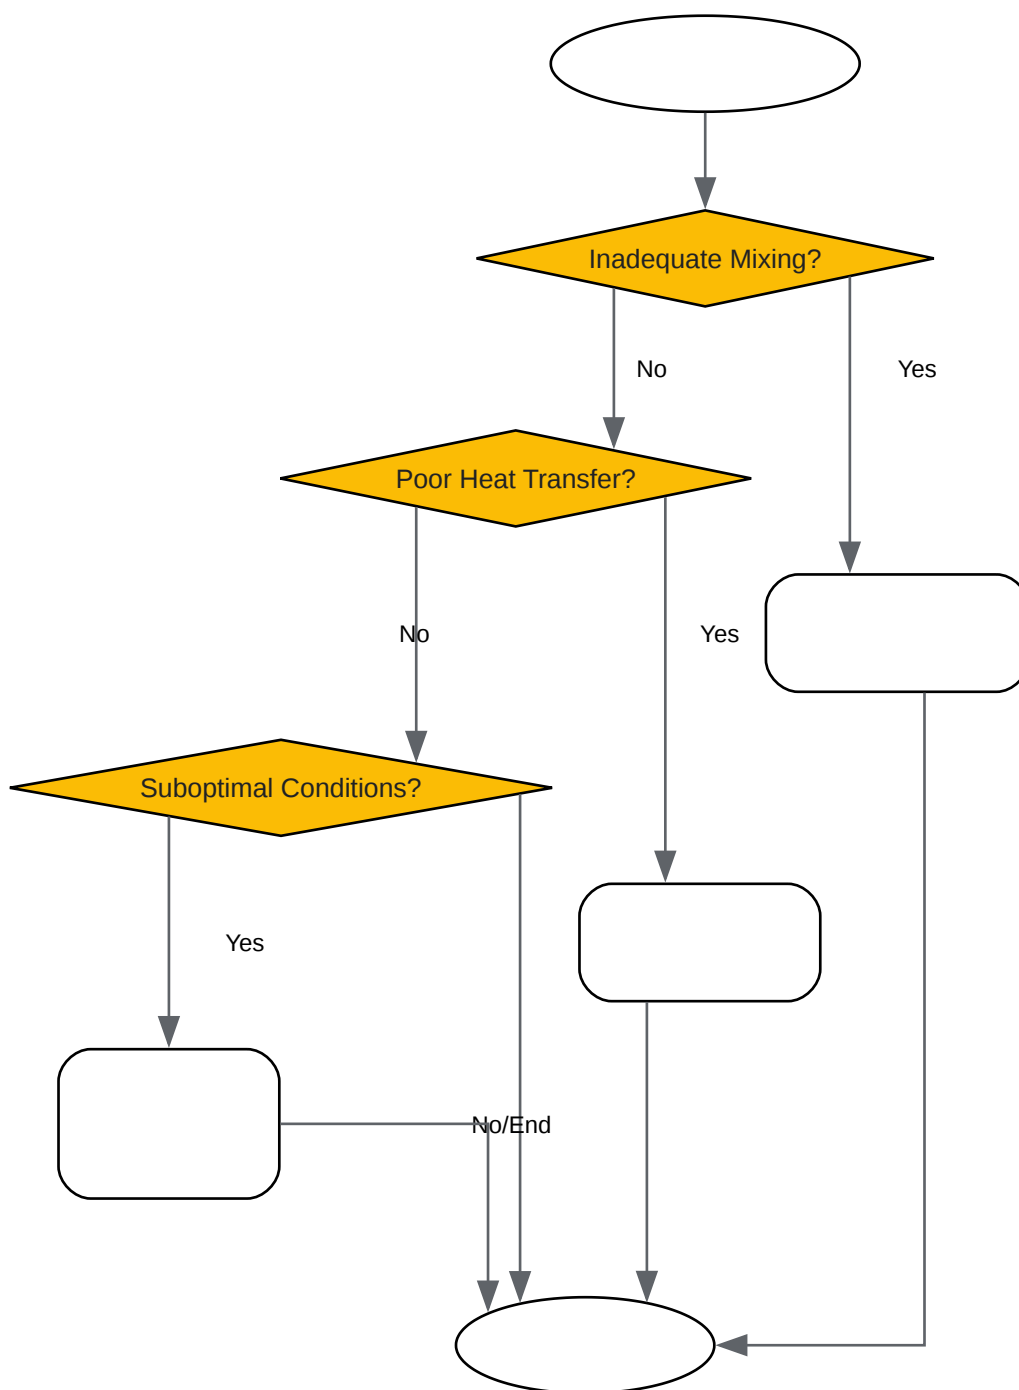 Inadequate Mixing?
No
Yes
Poor Heat Transfer?
No
Yes
Suboptimal Conditions?
Yes
No/End